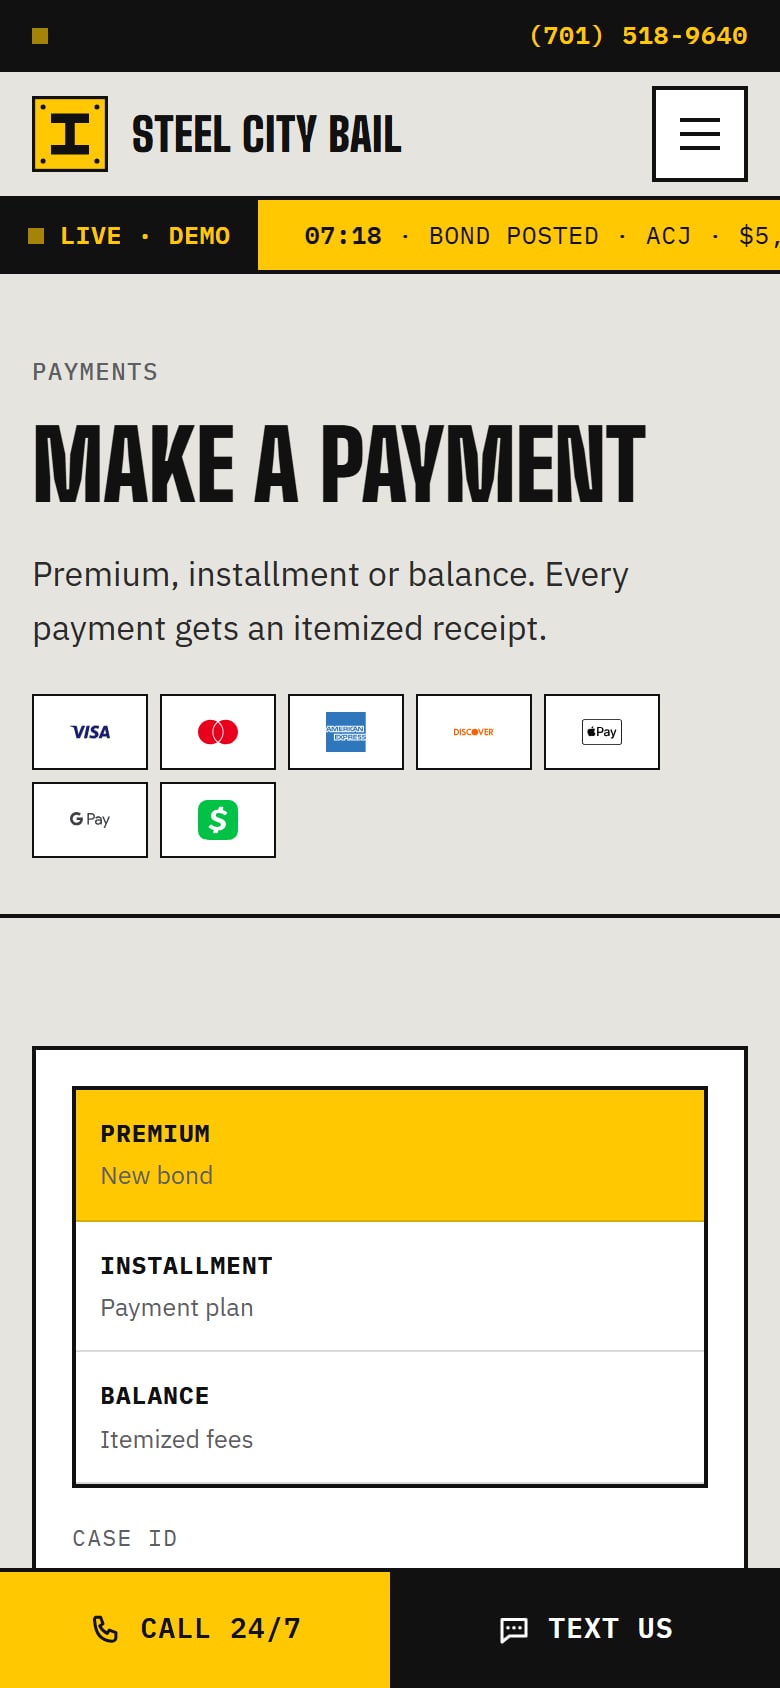 (701) 518-9640
STEEL CITY BAIL
LIVE · DEMO 07:18 · BOND POSTED · ACJ · $5,
PAYMENTS
MAKE A PAYMENT
Premium, installment or balance. Every
payment gets an itemized receipt.
VISA AMERICAN EXPRESS DISCOVER Pay
G Pay $
PREMIUM
New bond
INSTALLMENT
Payment plan
BALANCE
Itemized fees
CASE ID
CALL 24/7 TEXT US